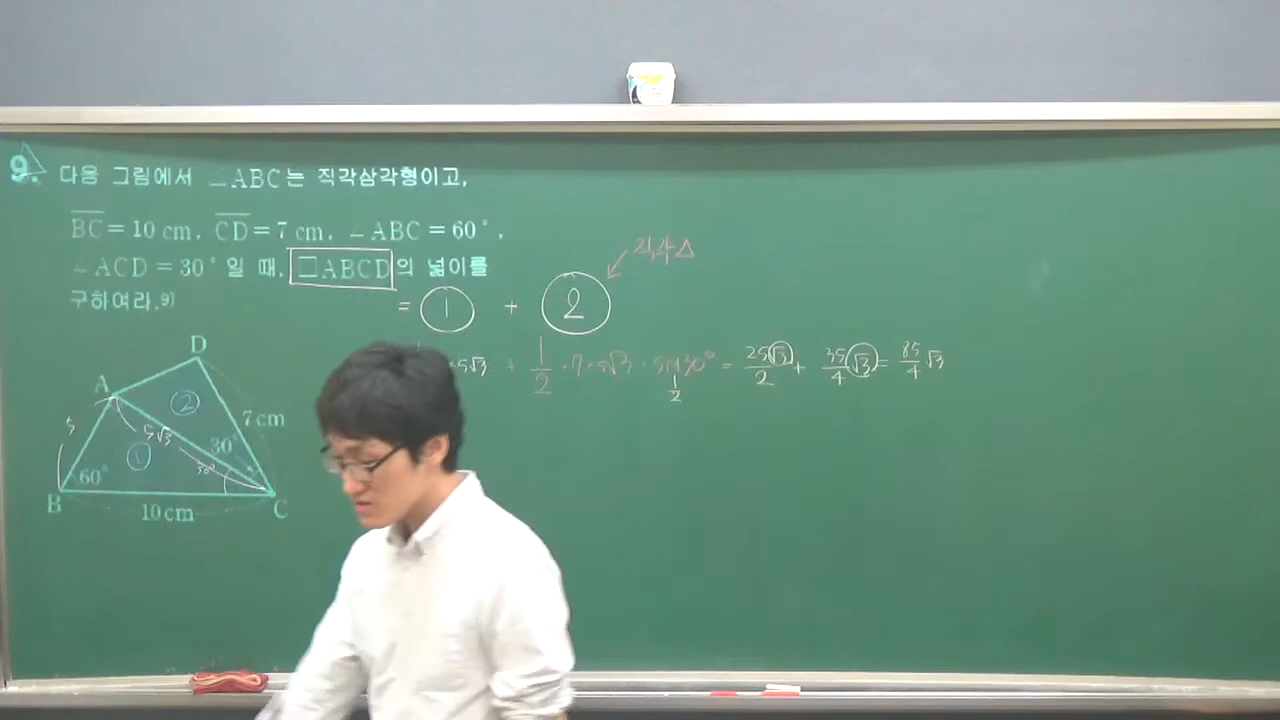 9. 다음 그림에서 △ABC는 직각삼각형이고,
BC = 10 cm, CD = 7 cm, ∠ABC = 60°,
∠ACD = 30°일 때, □ABCD의 넓이를
구하여라.9)
= ① + ②
직각△
·5√3 + 1/2 ·7·5√3·sin30° = 25√3/2 + 35/4 √3 = 85/4 √3
1/2
D
A
②
5
5√3
7cm
①
30°
60°
30°
B
C
10cm